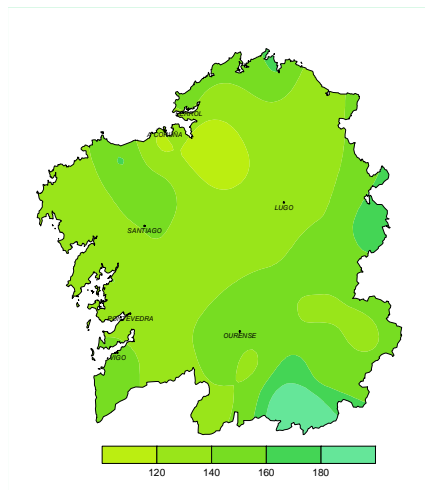 FERROL
A CORUÑA
LUGO
SANTIAGO
PONTEVEDRA
OURENSE
VIGO
120 140 160 180